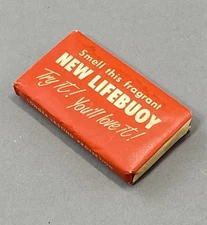 Smell this fragrant
NEW LIFEBUOY
Try it! You'll love it!